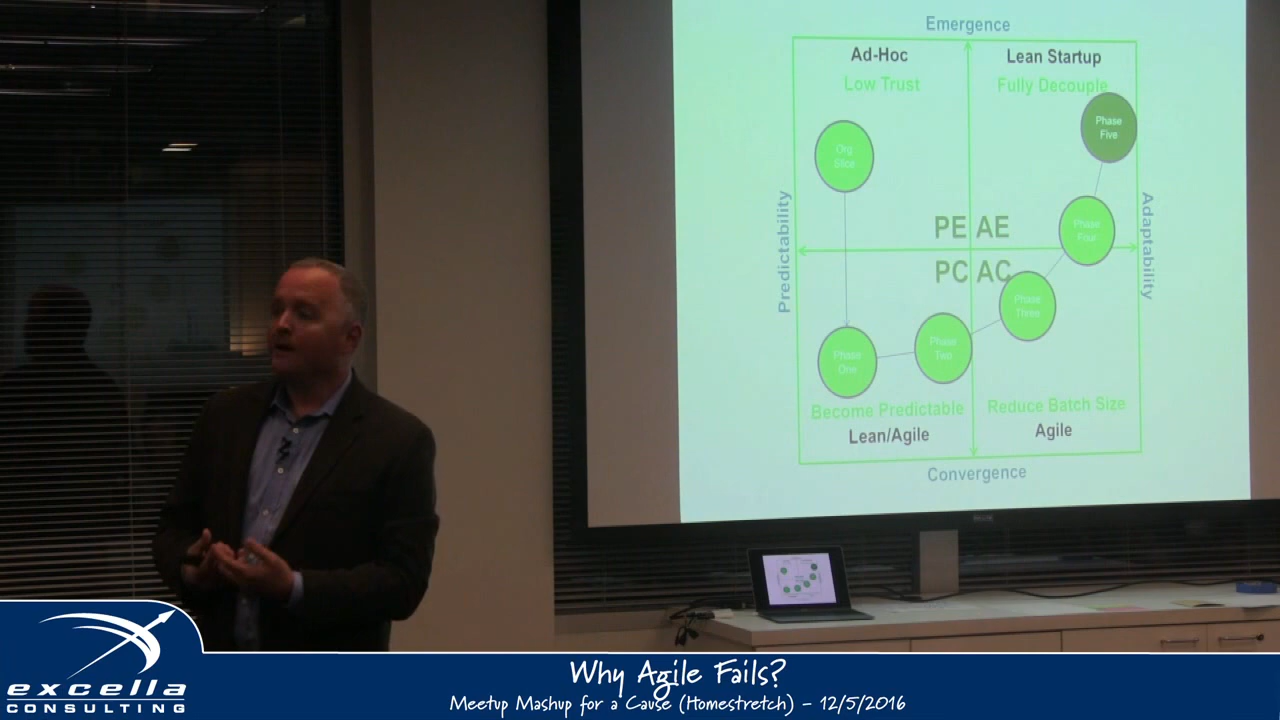 Emergence
Ad-Hoc
Low Trust
Lean Startup
Fully Decouple
Phase
Five
Org
Slice
Predictability
Adaptability
PE AE
PC AC
Phase
Four
Phase
Three
Phase
Two
Phase
One
Become Predictable
Lean/Agile
Reduce Batch Size
Agile
Convergence
excella
CONSULTING
Why Agile Fails?
Meetup Mashup for a Cause (Homestretch) - 12/5/2016